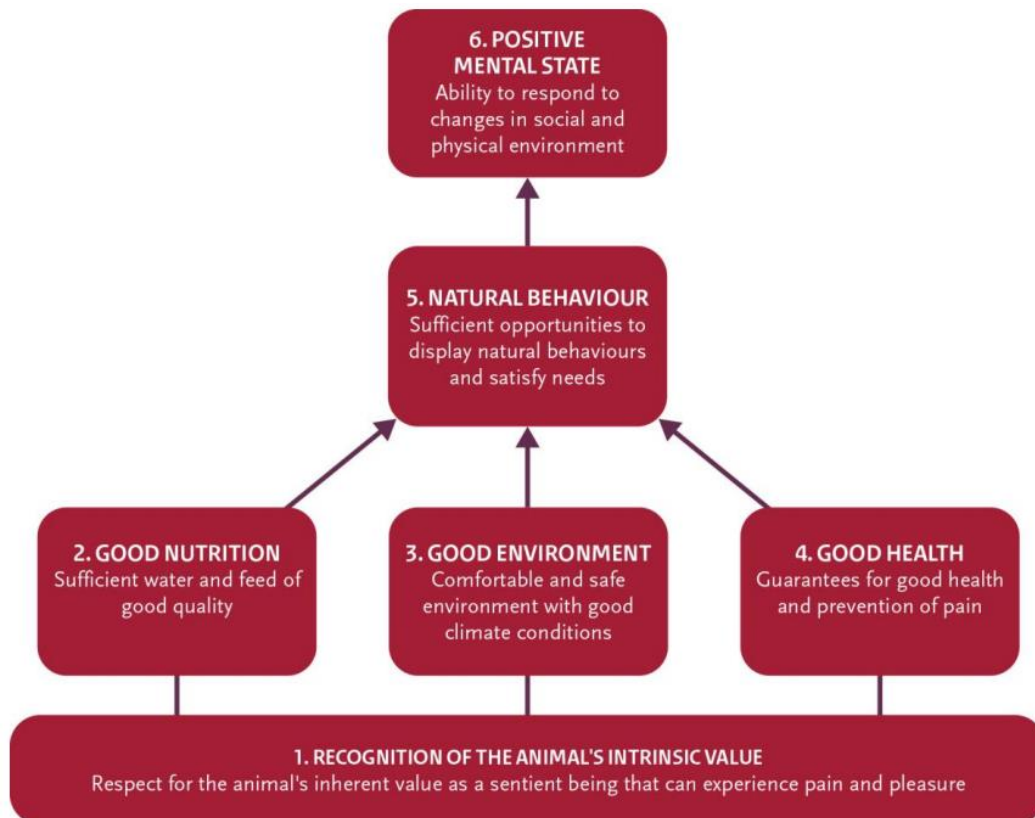 6. POSITIVE
MENTAL STATE
Ability to respond to
changes in social and
physical environment
5. NATURAL BEHAVIOUR
Sufficient opportunities to
display natural behaviours
and satisfy needs
2. GOOD NUTRITION
Sufficient water and feed of
good quality
3. GOOD ENVIRONMENT
Comfortable and safe
environment with good
climate conditions
4. GOOD HEALTH
Guarantees for good health
and prevention of pain
1. RECOGNITION OF THE ANIMAL'S INTRINSIC VALUE
Respect for the animal's inherent value as a sentient being that can experience pain and pleasure